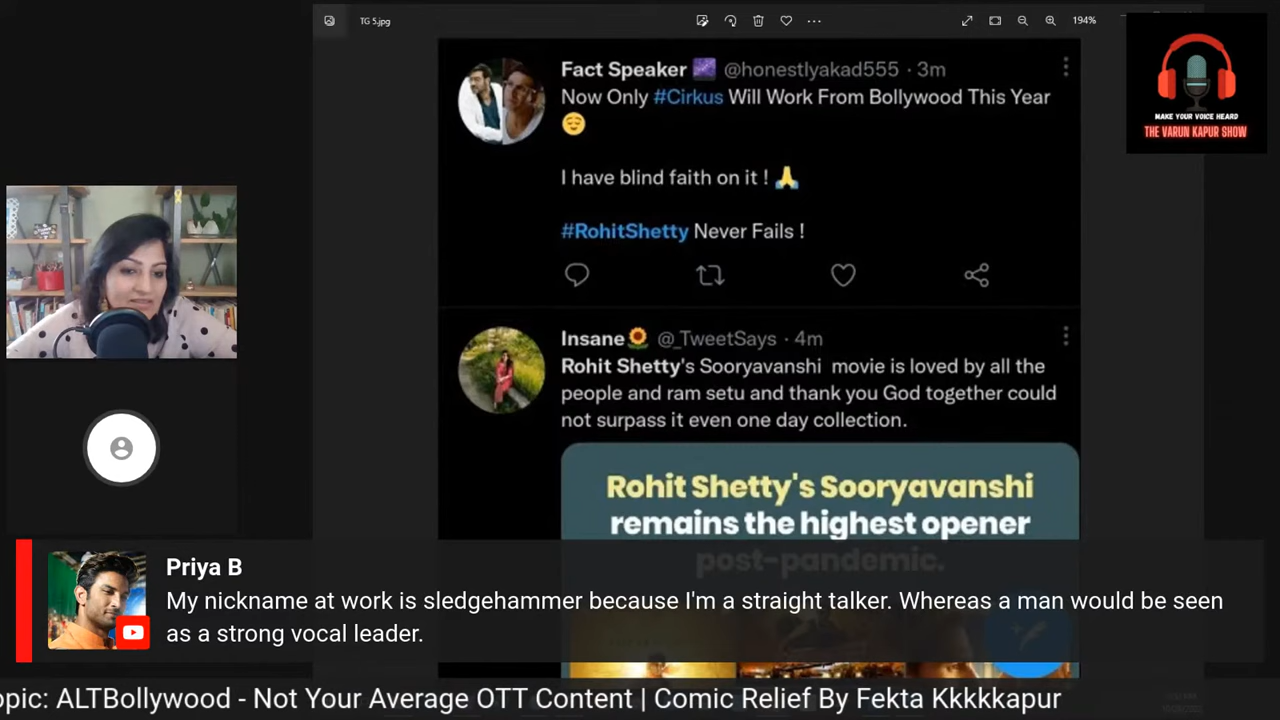 TG 5.jpg
194%
MAKE YOUR VOICE HEARD
THE VARUN KAPUR SHOW
Fact Speaker @honestlyakad555 · 3m
Now Only #Cirkus Will Work From Bollywood This Year
😌
I have blind faith on it ! 🙏
#RohitShetty Never Fails !
Insane🌻 @_TweetSays · 4m
Rohit Shetty's Sooryavanshi movie is loved by all the
people and ram setu and thank you God together could
not surpass it even one day collection.
Rohit Shetty's Sooryavanshi
remains the highest opener
post-pandemic.
Priya B
My nickname at work is sledgehammer because I'm a straight talker. Whereas a man would be seen
as a strong vocal leader.
opic: ALTBollywood - Not Your Average OTT Content | Comic Relief By Fekta Kkkkkapur